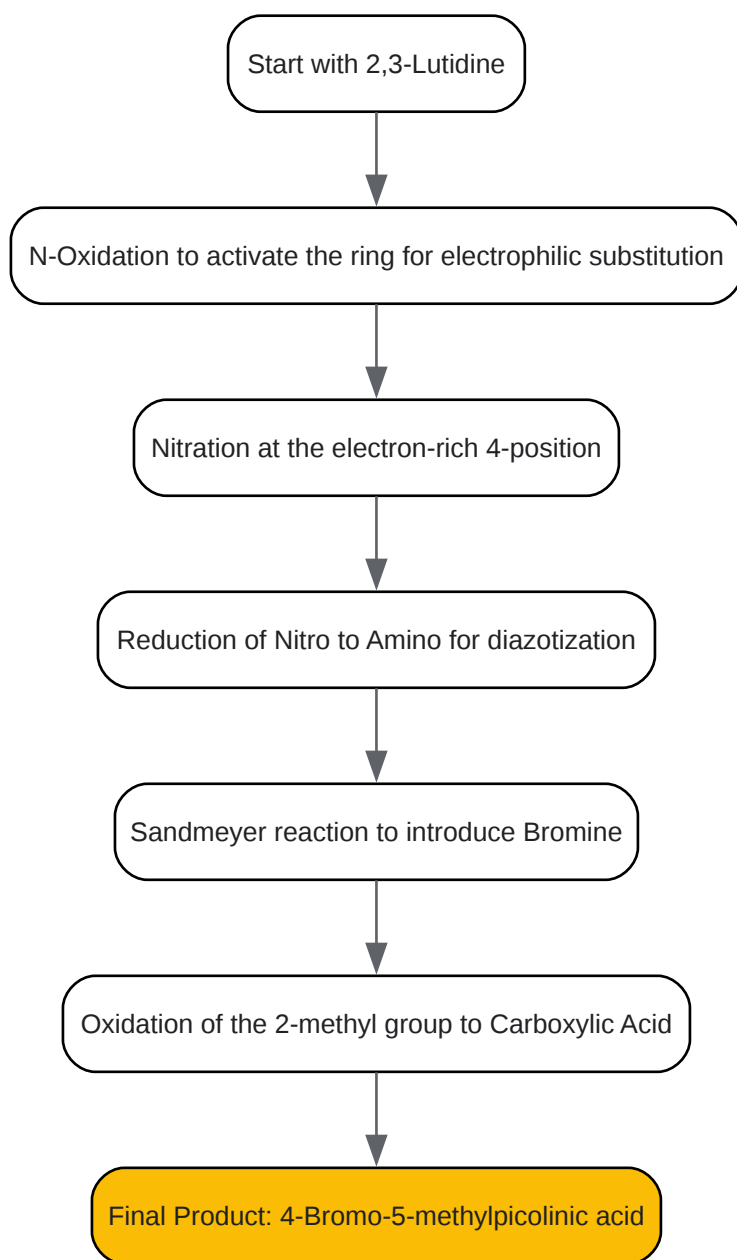 Start with 2,3-Lutidine
N-Oxidation to activate the ring for electrophilic substitution
Nitration at the electron-rich 4-position
Reduction of Nitro to Amino for diazotization
Sandmeyer reaction to introduce Bromine
Oxidation of the 2-methyl group to Carboxylic Acid
Final Product: 4-Bromo-5-methylpicolinic acid